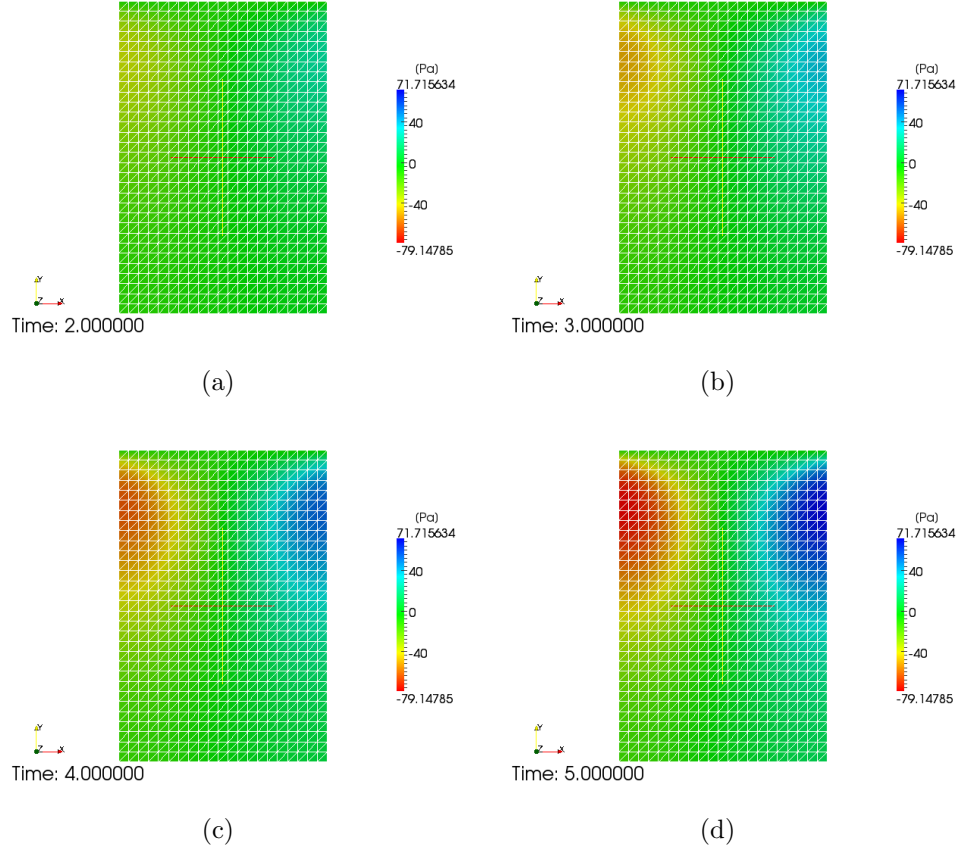 (Pa)
71.715634
40
0
-40
-79.14785
Y
Z
X
Time: 2.000000
(a)
(Pa)
71.715634
40
0
-40
-79.14785
Y
Z
X
Time: 3.000000
(b)
(Pa)
71.715634
40
0
-40
-79.14785
Y
Z
X
Time: 4.000000
(c)
(Pa)
71.715634
40
0
-40
-79.14785
Y
Z
X
Time: 5.000000
(d)